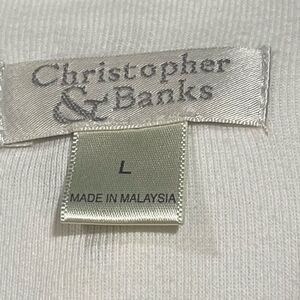 Christopher
& Banks
L
MADE IN MALAYSIA